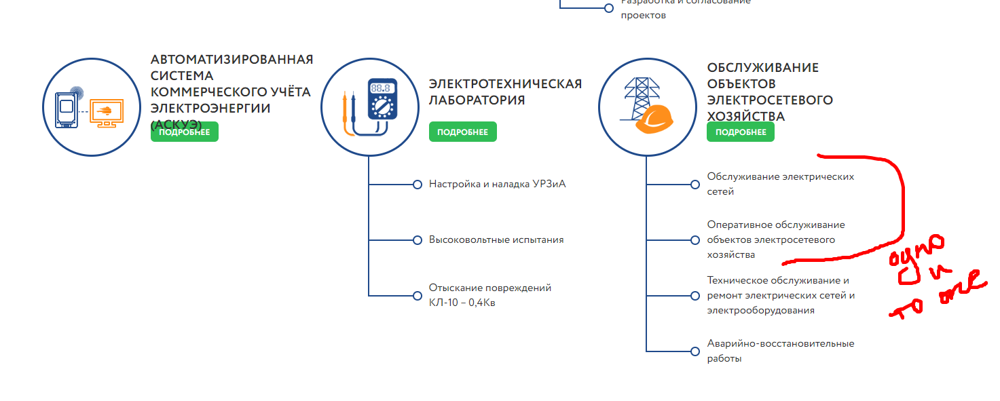 Разработка и согласование
проектов
АВТОМАТИЗИРОВАННАЯ
СИСТЕМА
КОММЕРЧЕСКОГО УЧЁТА
ЭЛЕКТРОЭНЕРГИИ
(АСКУЭ)
ПОДРОБНЕЕ
88.8
ЭЛЕКТРОТЕХНИЧЕСКАЯ
ЛАБОРАТОРИЯ
ПОДРОБНЕЕ
Настройка и наладка УРЗиА
Высоковольтные испытания
Отыскание повреждений
КЛ-10 – 0,4Кв
ОБСЛУЖИВАНИЕ
ОБЪЕКТОВ
ЭЛЕКТРОСЕТЕВОГО
ХОЗЯЙСТВА
ПОДРОБНЕЕ
Обслуживание электрических
сетей
Оперативное обслуживание
объектов электросетевого
хозяйства
Техническое обслуживание и
ремонт электрических сетей и
электрооборудования
Аварийно-восстановительные
работы
и
то же